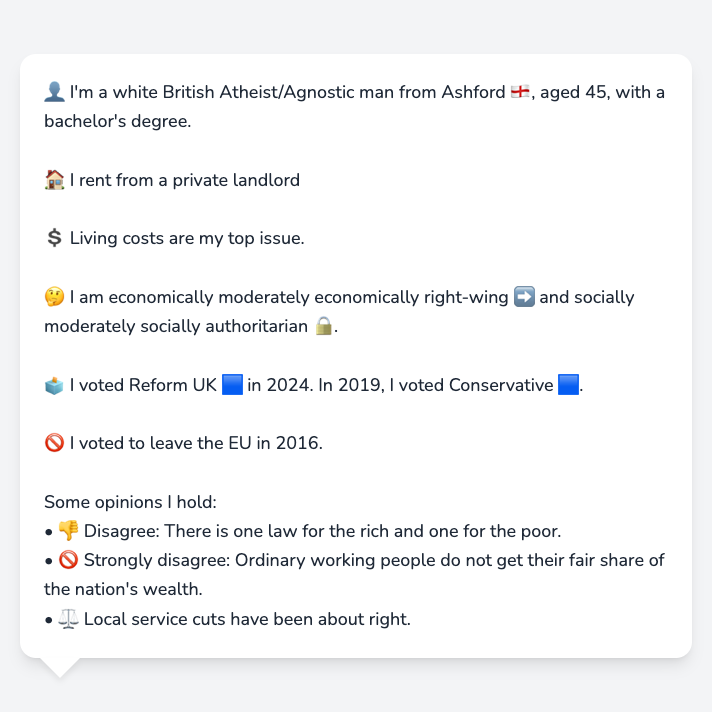 👤 I'm a white British Atheist/Agnostic man from Ashford 🏴󠁧󠁢󠁥󠁮󠁧󠁿, aged 45, with a
bachelor's degree.
🏠 I rent from a private landlord
💲 Living costs are my top issue.
🤔 I am economically moderately economically right-wing ➡️ and socially
moderately socially authoritarian 🔒.
🗳️ I voted Reform UK 🟦 in 2024. In 2019, I voted Conservative 🟦.
🚫 I voted to leave the EU in 2016.
Some opinions I hold:
• 👎 Disagree: There is one law for the rich and one for the poor.
• 🚫 Strongly disagree: Ordinary working people do not get their fair share of
the nation's wealth.
• ⚖️ Local service cuts have been about right.